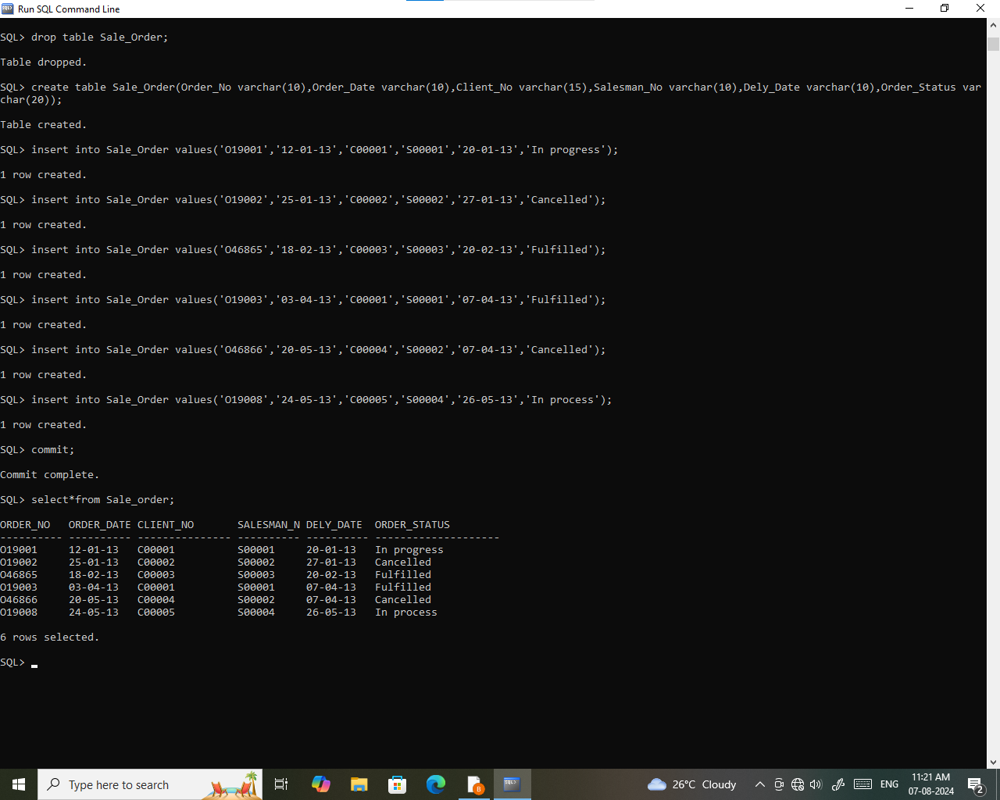 Run SQL Command Line
SQL> drop table Sale_Order;
Table dropped.
SQL> create table Sale_Order(Order_No varchar(10),Order_Date varchar(10),Client_No varchar(15),Salesman_No varchar(10),Dely_Date varchar(10),Order_Status var
char(20));
Table created.
SQL> insert into Sale_Order values('O19001','12-01-13','C00001','S00001','20-01-13','In progress');
1 row created.
SQL> insert into Sale_Order values('O19002','25-01-13','C00002','S00002','27-01-13','Cancelled');
1 row created.
SQL> insert into Sale_Order values('O46865','18-02-13','C00003','S00003','20-02-13','Fulfilled');
1 row created.
SQL> insert into Sale_Order values('O19003','03-04-13','C00001','S00001','07-04-13','Fulfilled');
1 row created.
SQL> insert into Sale_Order values('O46866','20-05-13','C00004','S00002','07-04-13','Cancelled');
1 row created.
SQL> insert into Sale_Order values('O19008','24-05-13','C00005','S00004','26-05-13','In process');
1 row created.
SQL> commit;
Commit complete.
SQL> select*from Sale_order;
ORDER_NO   ORDER_DATE CLIENT_NO       SALESMAN_N DELY_DATE  ORDER_STATUS
---------- ---------- --------------- ---------- ---------- --------------------
O19001     12-01-13   C00001          S00001     20-01-13   In progress
O19002     25-01-13   C00002          S00002     27-01-13   Cancelled
O46865     18-02-13   C00003          S00003     20-02-13   Fulfilled
O19003     03-04-13   C00001          S00001     07-04-13   Fulfilled
O46866     20-05-13   C00004          S00002     07-04-13   Cancelled
O19008     24-05-13   C00005          S00004     26-05-13   In process
6 rows selected.
SQL>
Type here to search
26°C Cloudy
ENG
11:21 AM
07-08-2024
2